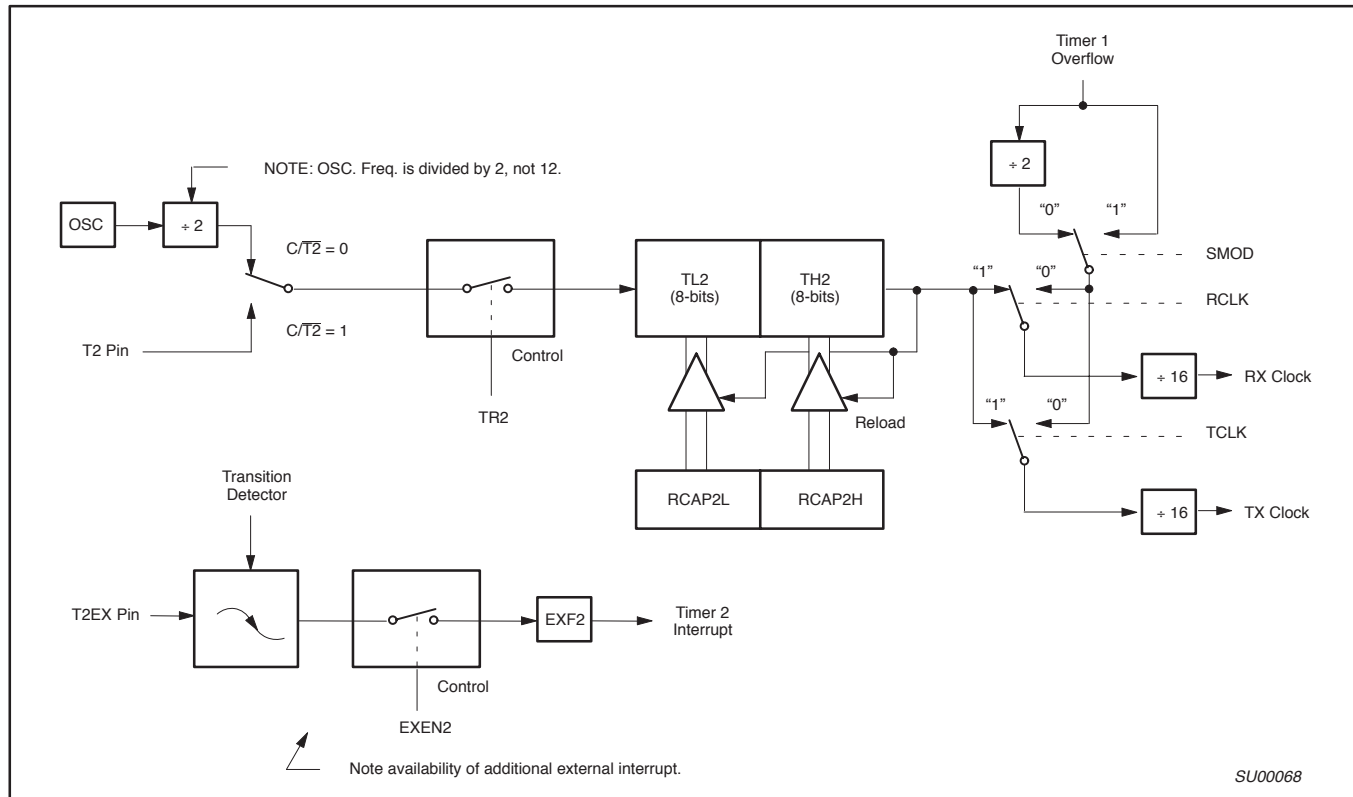 Timer 1
Overflow
÷ 2
NOTE: OSC. Freq. is divided by 2, not 12.
"0"
"1"
OSC
÷ 2
C/T2 = 0
SMOD
TL2
(8-bits)
TH2
(8-bits)
"1"
"0"
RCLK
C/T2 = 1
T2 Pin
Control
÷ 16
RX Clock
TR2
Reload
"1"
"0"
TCLK
Transition
Detector
RCAP2L
RCAP2H
÷ 16
TX Clock
T2EX Pin
EXF2
Timer 2
Interrupt
Control
EXEN2
Note availability of additional external interrupt.
SU00068